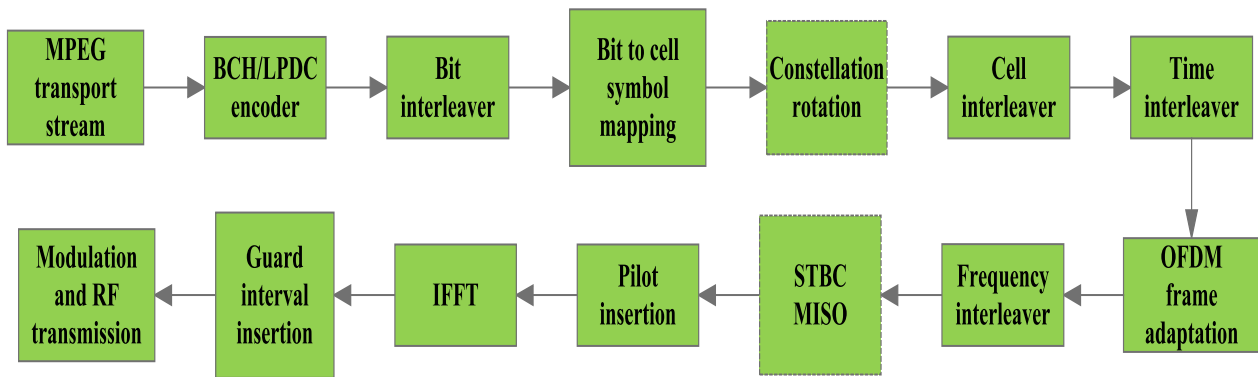 MPEG
transport
stream
BCH/LPDC
encoder
Bit
interleaver
Bit to cell
symbol
mapping
Constellation
rotation
Cell
interleaver
Time
interleaver
Modulation
and RF
transmission
Guard
interval
insertion
IFFT
Pilot
insertion
STBC
MISO
Frequency
interleaver
OFDM
frame
adaptation